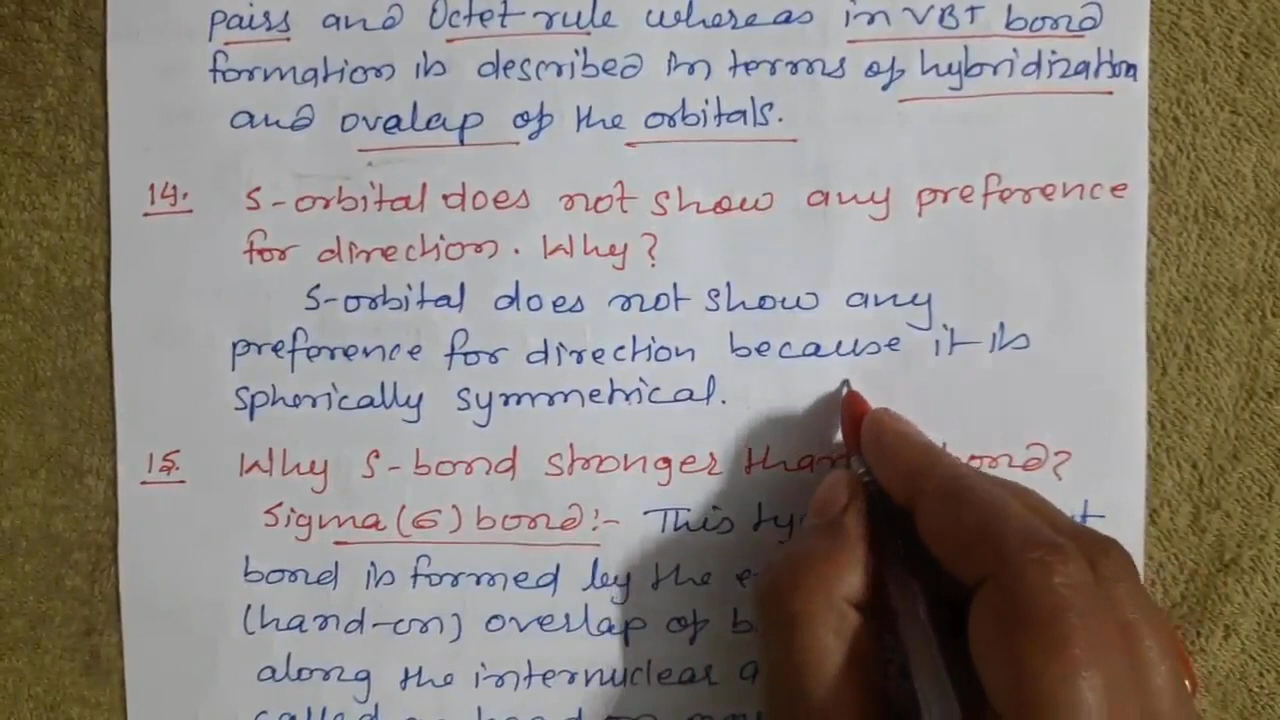 pairs and Octet rule whereas in VBT bond
formation is described in terms of hybridization
and ovelap of the orbitals.
14. S-orbital does not show any preference
for direction. Why?
S-orbital does not show any
preference for direction because it is
spherically symmetrical.
15. Why S-bond stronger than bond?
Sigma (σ) bond:- This
bond is formed by the
(hand-on) overlap of
along the internuclear